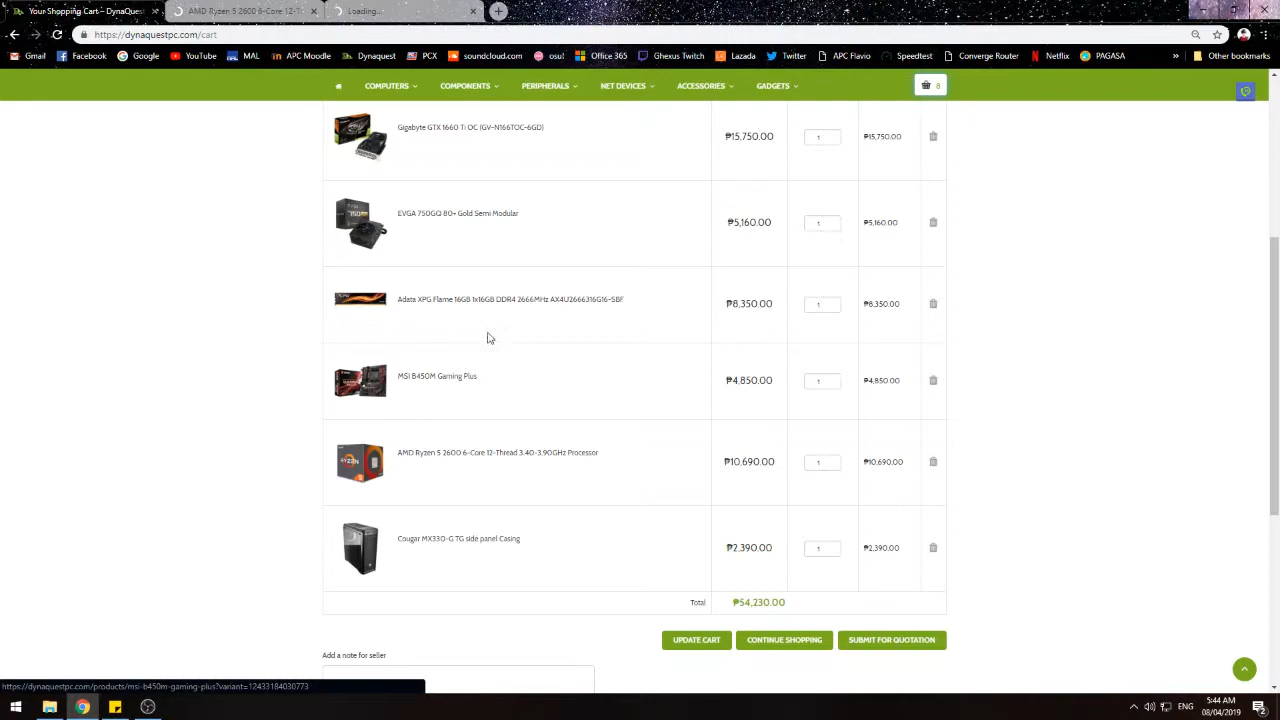 Your Shopping Cart – DynaQues
AMD Ryzen 5 2600 6-Core 12-T
Loading...
https://dynaquestpc.com/cart
Gmail Facebook Google YouTube MAL APC Moodle Dynaquest PCX soundcloud.com osu! Office 365 Ghexus Twitch Lazada Twitter APC Flavio Speedtest Converge Router Netflix PAGASA » Other bookmarks
COMPUTERS COMPONENTS PERIPHERALS NET DEVICES ACCESSORIES GADGETS 8
Gigabyte GTX 1660 Ti OC (GV-N166TOC-6GD) ₱15,750.00 1 ₱15,750.00
EVGA 750GQ 80+ Gold Semi Modular ₱5,160.00 1 ₱5,160.00
Adata XPG Flame 16GB 1x16GB DDR4 2666MHz AX4U2666316G16-SBF ₱8,350.00 1 ₱8,350.00
MSI B450M Gaming Plus ₱4,850.00 1 ₱4,850.00
AMD Ryzen 5 2600 6-Core 12-Thread 3.40-3.90GHz Processor ₱10,690.00 1 ₱10,690.00
Cougar MX330-G TG side panel Casing ₱2,390.00 1 ₱2,390.00
Total ₱54,230.00
UPDATE CART CONTINUE SHOPPING SUBMIT FOR QUOTATION
Add a note for seller
https://dynaquestpc.com/products/msi-b450m-gaming-plus?variant=12433184030773
ENG 5:44 AM
08/04/2019
2